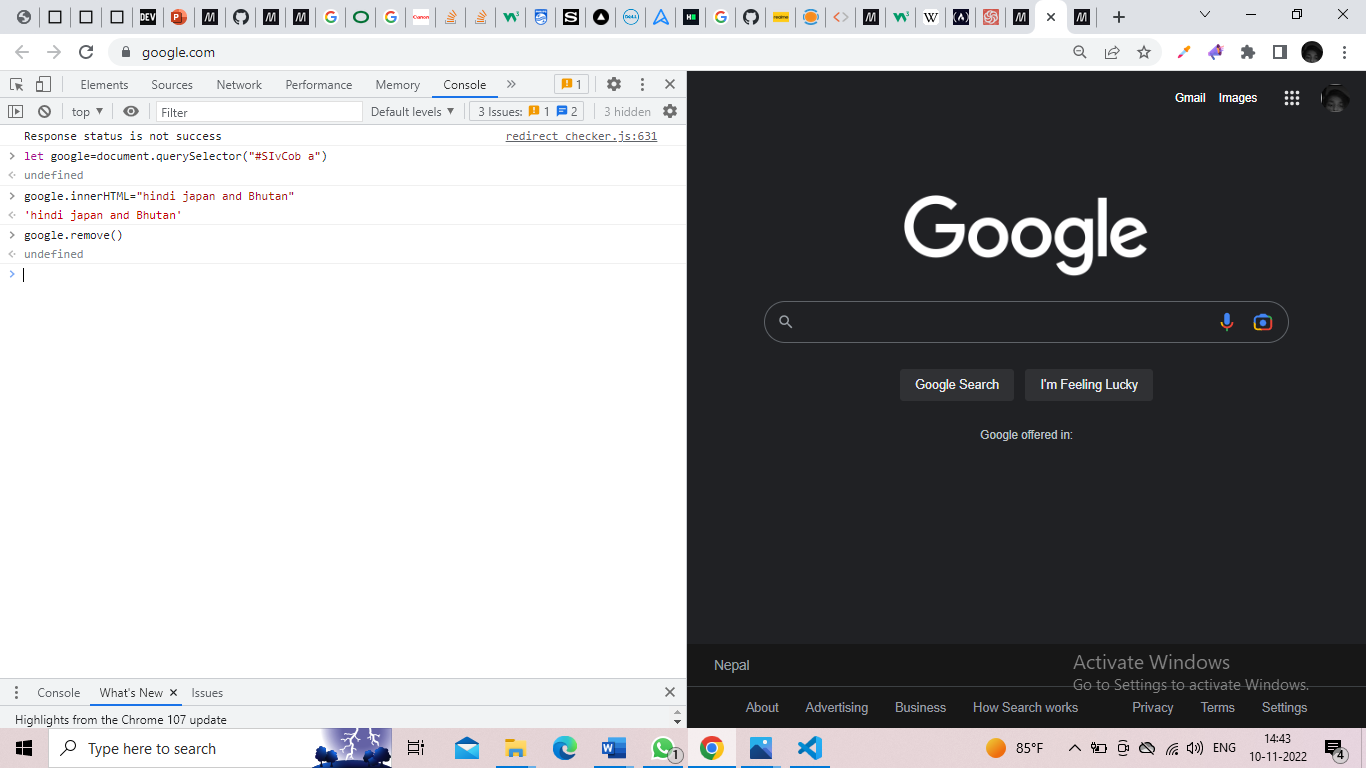 DEV
google.com
Elements Sources Network Performance Memory Console » 1
top Filter Default levels 3 Issues: 1 2 3 hidden
Response status is not success redirect_checker.js:631
let google=document.querySelector("#SIvCob a")
undefined
google.innerHTML="hindi japan and Bhutan"
'hindi japan and Bhutan'
google.remove()
undefined
Console What's New Issues
Highlights from the Chrome 107 update
Gmail Images
Google
Google Search I'm Feeling Lucky
Google offered in:
Nepal
Activate Windows
Go to Settings to activate Windows.
About Advertising Business How Search works Privacy Terms Settings
Type here to search
1
85°F
ENG
14:43
10-11-2022
4